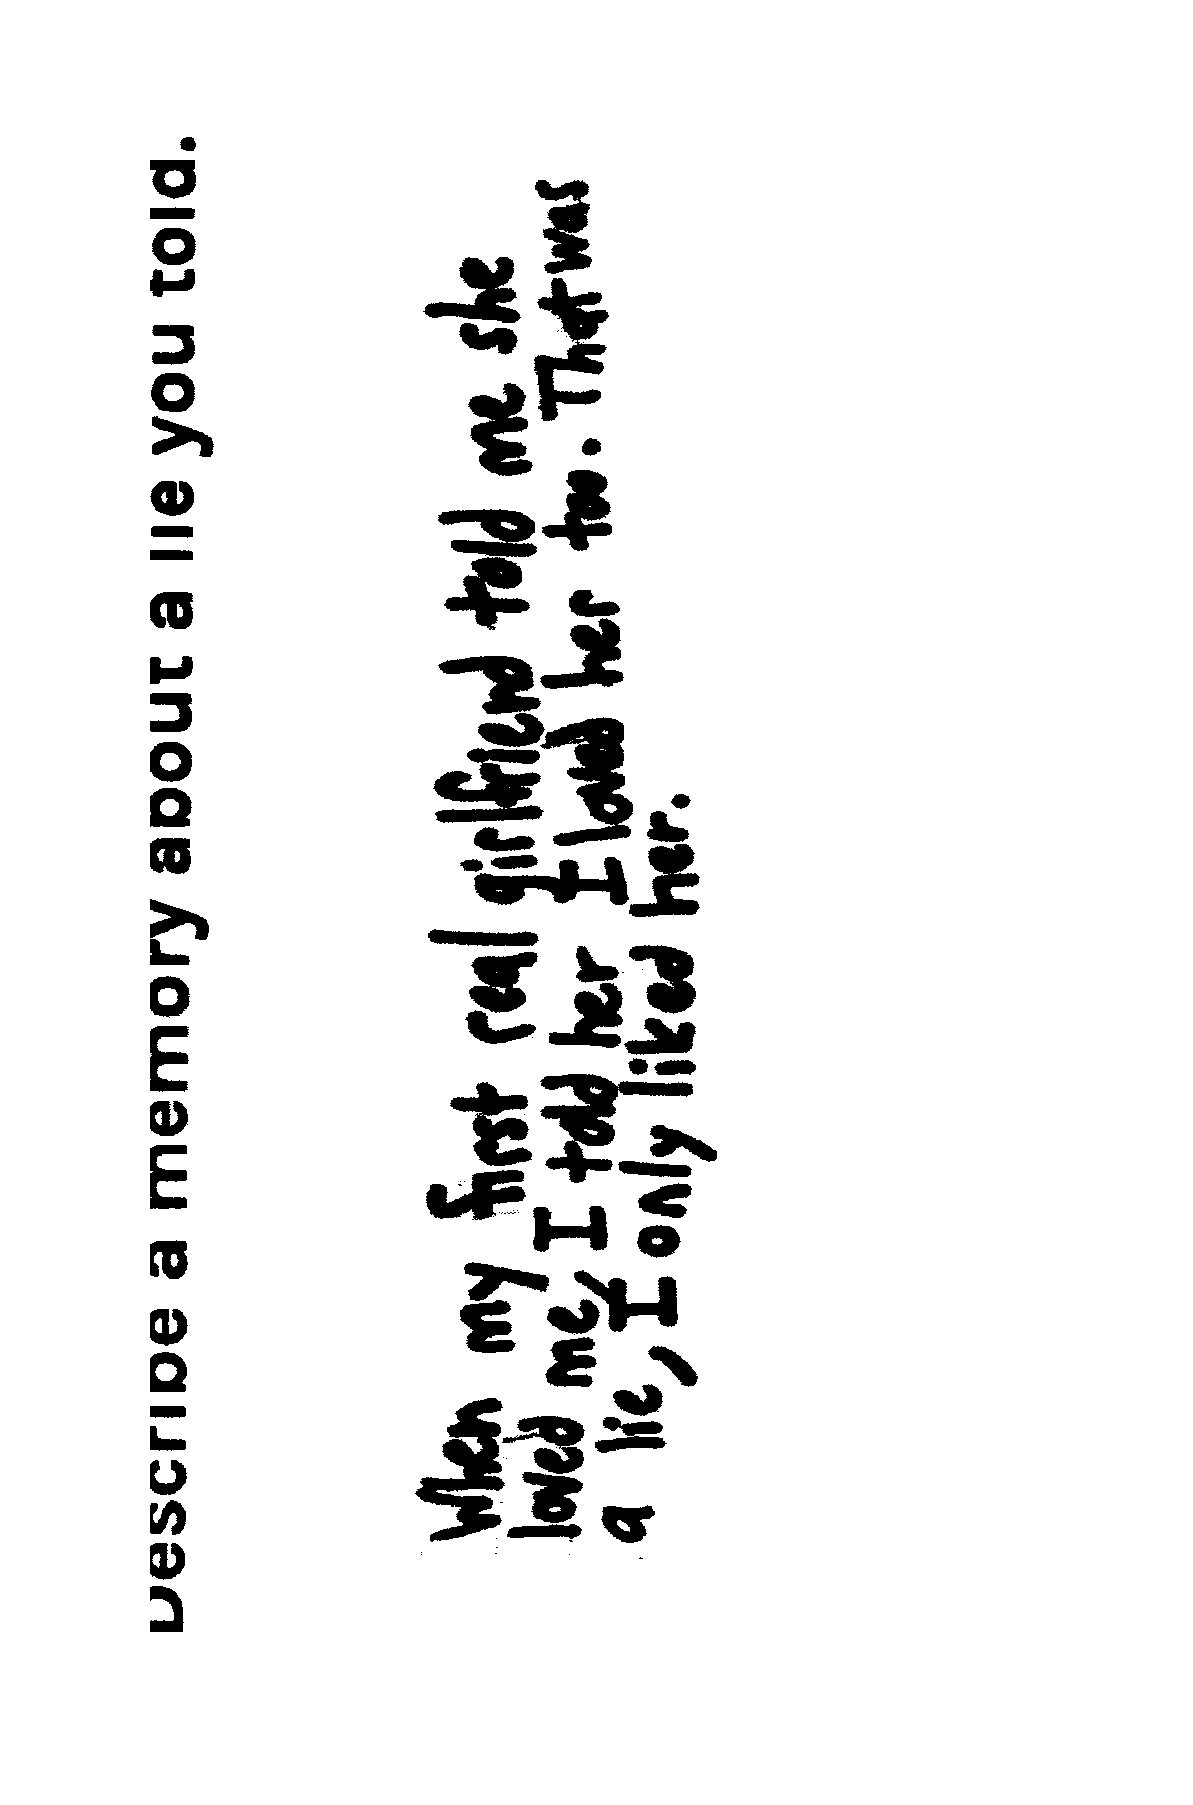 Describe a memory about a lie you told.
When my first real girlfriend told me she
loved me, I told her I loved her too. That was
a lie, I only liked her.